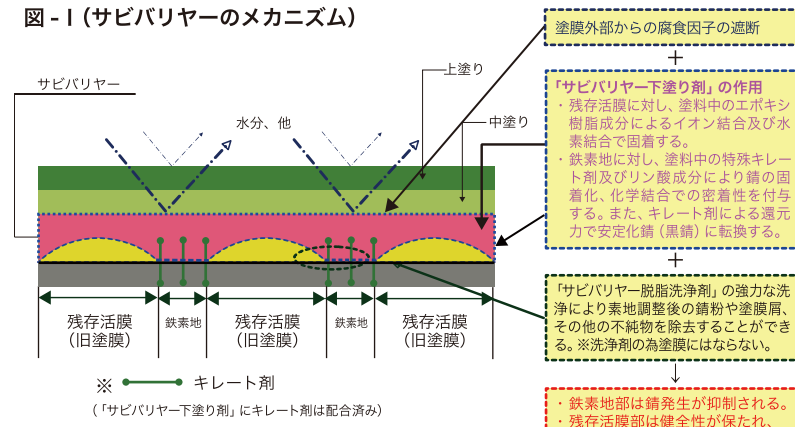 図 - I（サビバリヤーのメカニズム）
サビバリヤー
水分、他
上塗り
中塗り
残存活膜
（旧塗膜）
鉄素地
残存活膜
（旧塗膜）
鉄素地
残存活膜
（旧塗膜）
※ キレート剤
（「サビバリヤー下塗り剤」にキレート剤は配合済み）
塗膜外部からの腐食因子の遮断
＋
「サビバリヤー下塗り剤」の作用
・残存活膜に対し、塗料中のエポキシ
樹脂成分によるイオン結合及び水
素結合で固着する。
・鉄素地に対し、塗料中の特殊キレー
ト剤及びリン酸成分により錆の固
着化、化学結合での密着性を付与
する。また、キレート剤による還元
力で安定化錆（黒錆）に転換する。
＋
「サビバリヤー脱脂洗浄剤」の強力な洗
浄により素地調整後の錆粉や塗膜屑、
その他の不純物を除去することができ
る。※洗浄剤の為塗膜にはならない。
・鉄素地部は錆発生が抑制される。
・残存活膜部は健全性が保たれ、